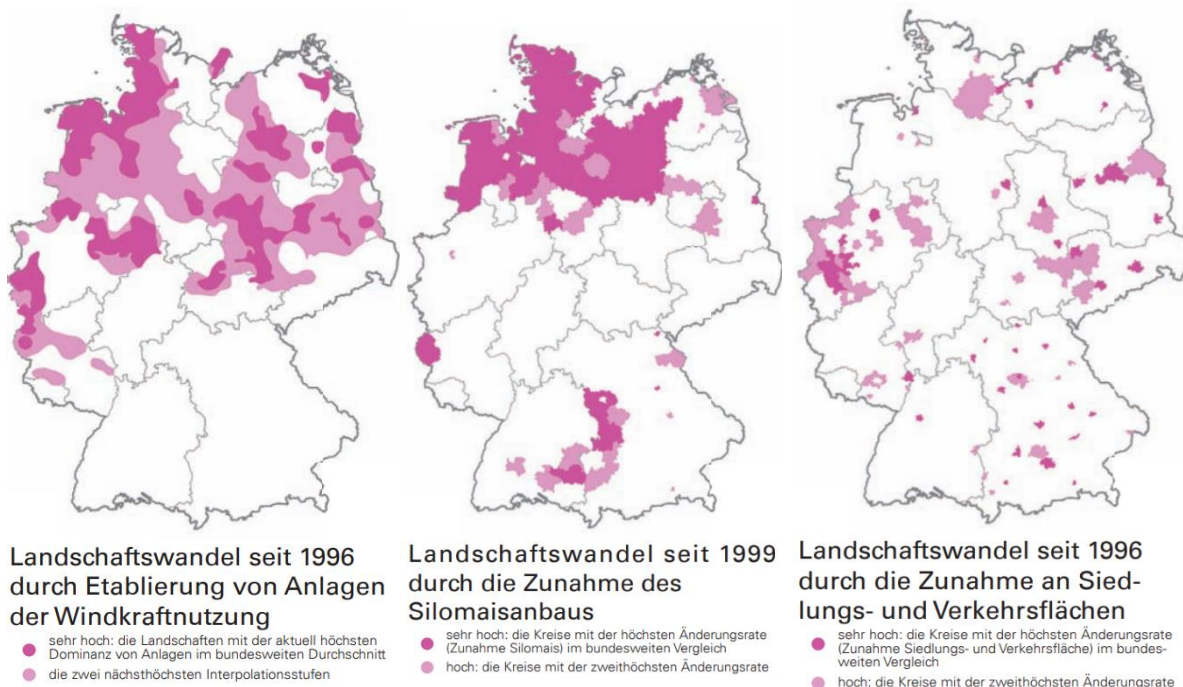 Landschaftswandel seit 1996
durch Etablierung von Anlagen
der Windkraftnutzung
sehr hoch: die Landschaften mit der aktuell höchsten
Dominanz von Anlagen im bundesweiten Durchschnitt
die zwei nächsthöchsten Interpolationsstufen
Landschaftswandel seit 1999
durch die Zunahme des
Silomaisanbaus
sehr hoch: die Kreise mit der höchsten Änderungsrate
(Zunahme Silomais) im bundesweiten Vergleich
hoch: die Kreise mit der zweithöchsten Änderungsrate
Landschaftswandel seit 1996
durch die Zunahme an Sied-
lungs- und Verkehrsflächen
sehr hoch: die Kreise mit der höchsten Änderungsrate
(Zunahme Siedlungs- und Verkehrsfläche) im bundes-
weiten Vergleich
hoch: die Kreise mit der zweithöchsten Änderungsrate